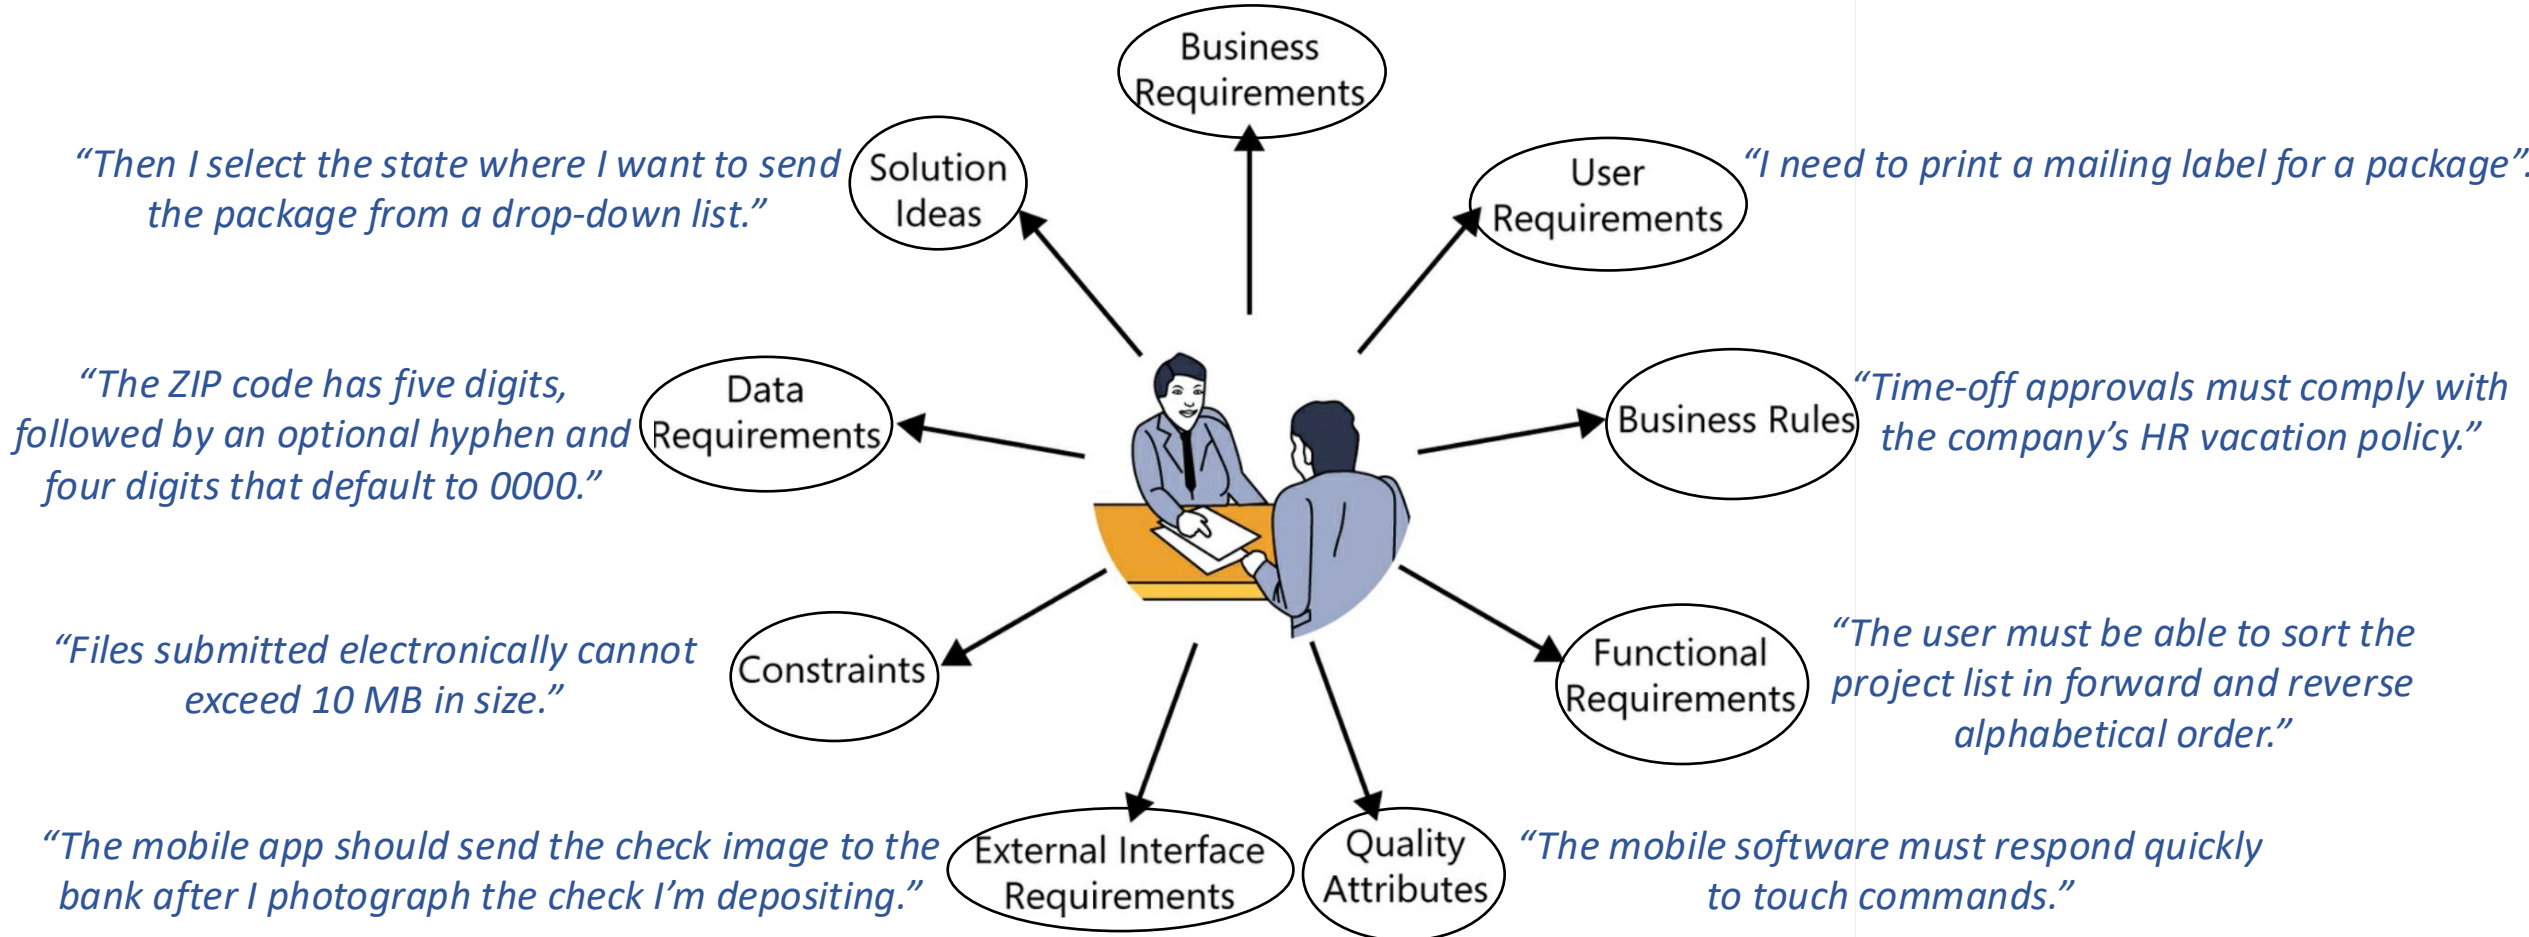 Business
Requirements
“Then I select the state where I want to send
the package from a drop-down list.”
Solution
Ideas
User
Requirements
“I need to print a mailing label for a package”.
“The ZIP code has five digits,
followed by an optional hyphen and
four digits that default to 0000.”
Data
Requirements
Business Rules
“Time-off approvals must comply with
the company’s HR vacation policy.”
“Files submitted electronically cannot
exceed 10 MB in size.”
Constraints
Functional
Requirements
“The user must be able to sort the
project list in forward and reverse
alphabetical order.”
“The mobile app should send the check image to the
bank after I photograph the check I’m depositing.”
External Interface
Requirements
Quality
Attributes
“The mobile software must respond quickly
to touch commands.”